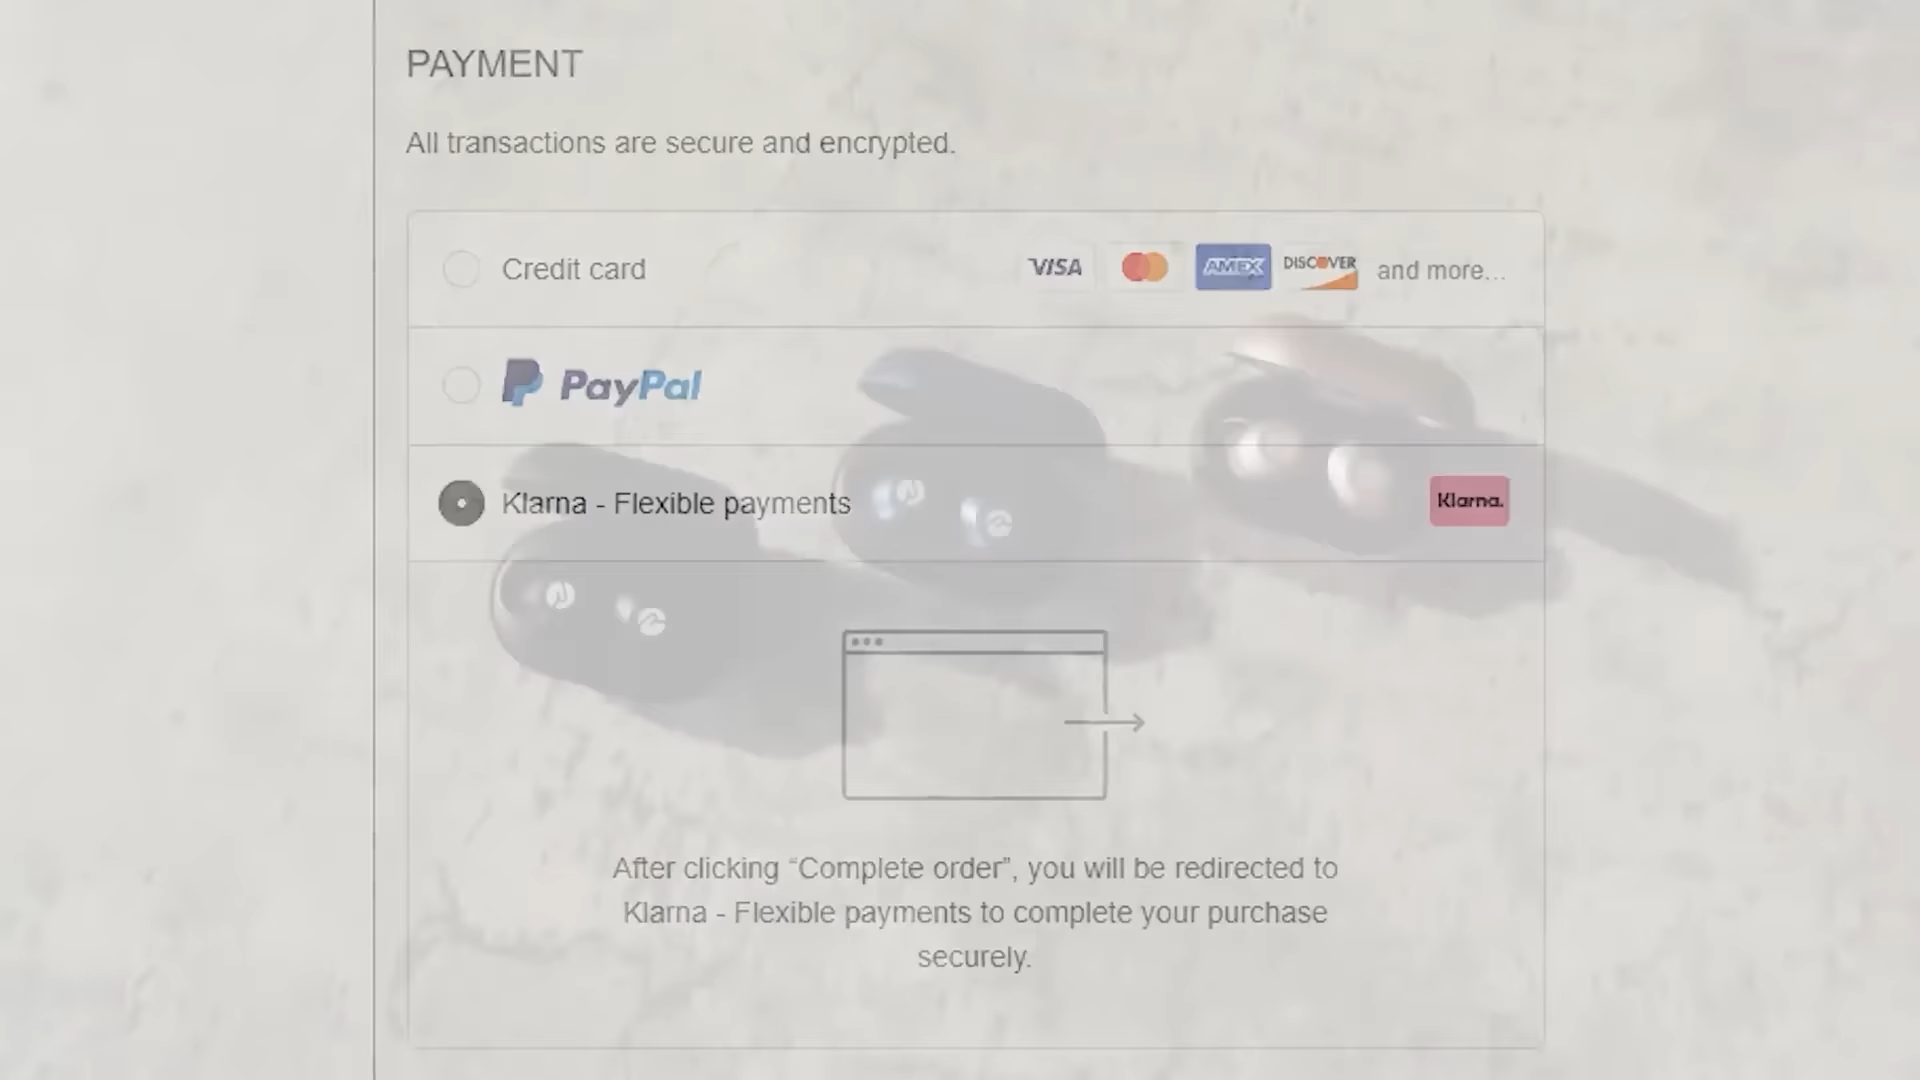 PAYMENT
All transactions are secure and encrypted.
Credit card VISA AMEX DISCOVER and more...
PayPal
Klarna - Flexible payments Klarna.
After clicking “Complete order”, you will be redirected to
Klarna - Flexible payments to complete your purchase
securely.